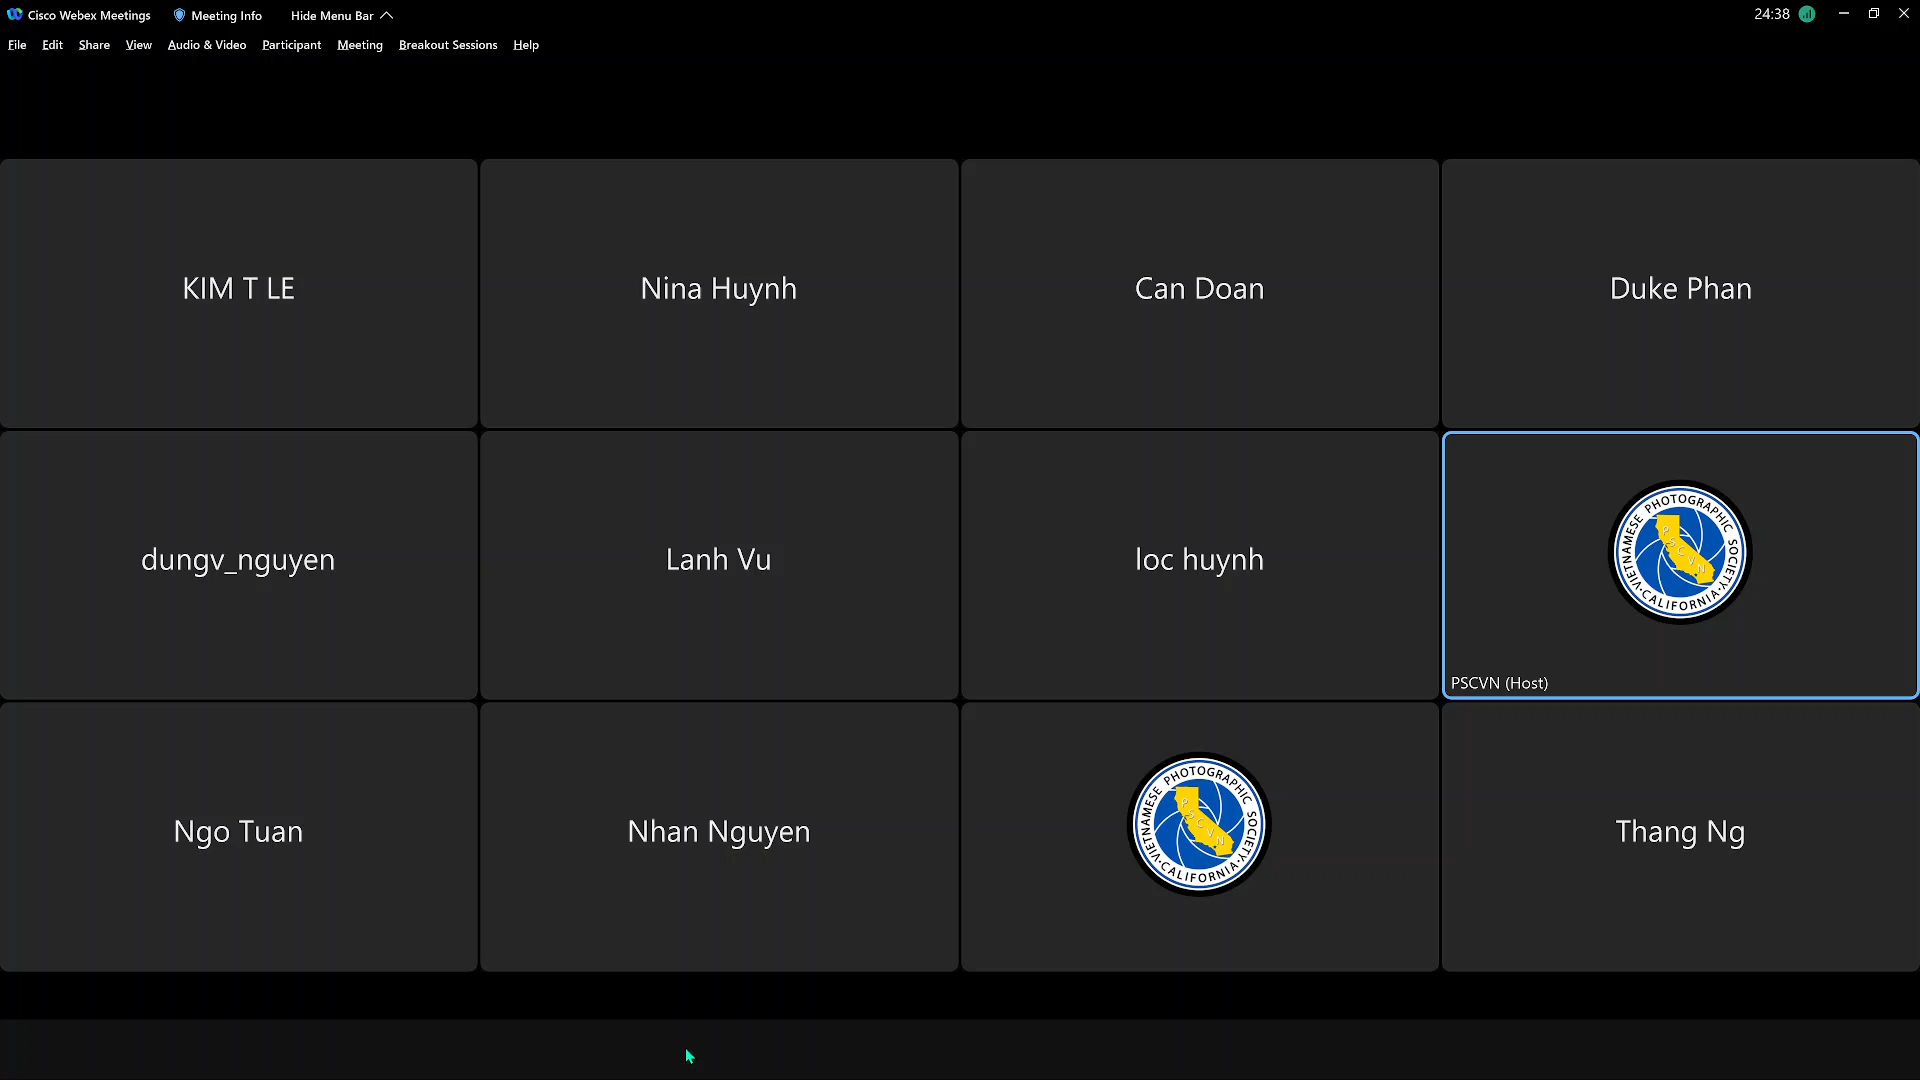 Cisco Webex Meetings Meeting Info Hide Menu Bar 24:38
File Edit Share View Audio & Video Participant Meeting Breakout Sessions Help
KIM T LE
Nina Huynh
Can Doan
Duke Phan
dungv_nguyen
Lanh Vu
loc huynh
VIETNAMESE PHOTOGRAPHIC SOCIETY
CALIFORNIA
PSCVN
PSCVN (Host)
Ngo Tuan
Nhan Nguyen
VIETNAMESE PHOTOGRAPHIC SOCIETY
CALIFORNIA
PSCVN
Thang Ng